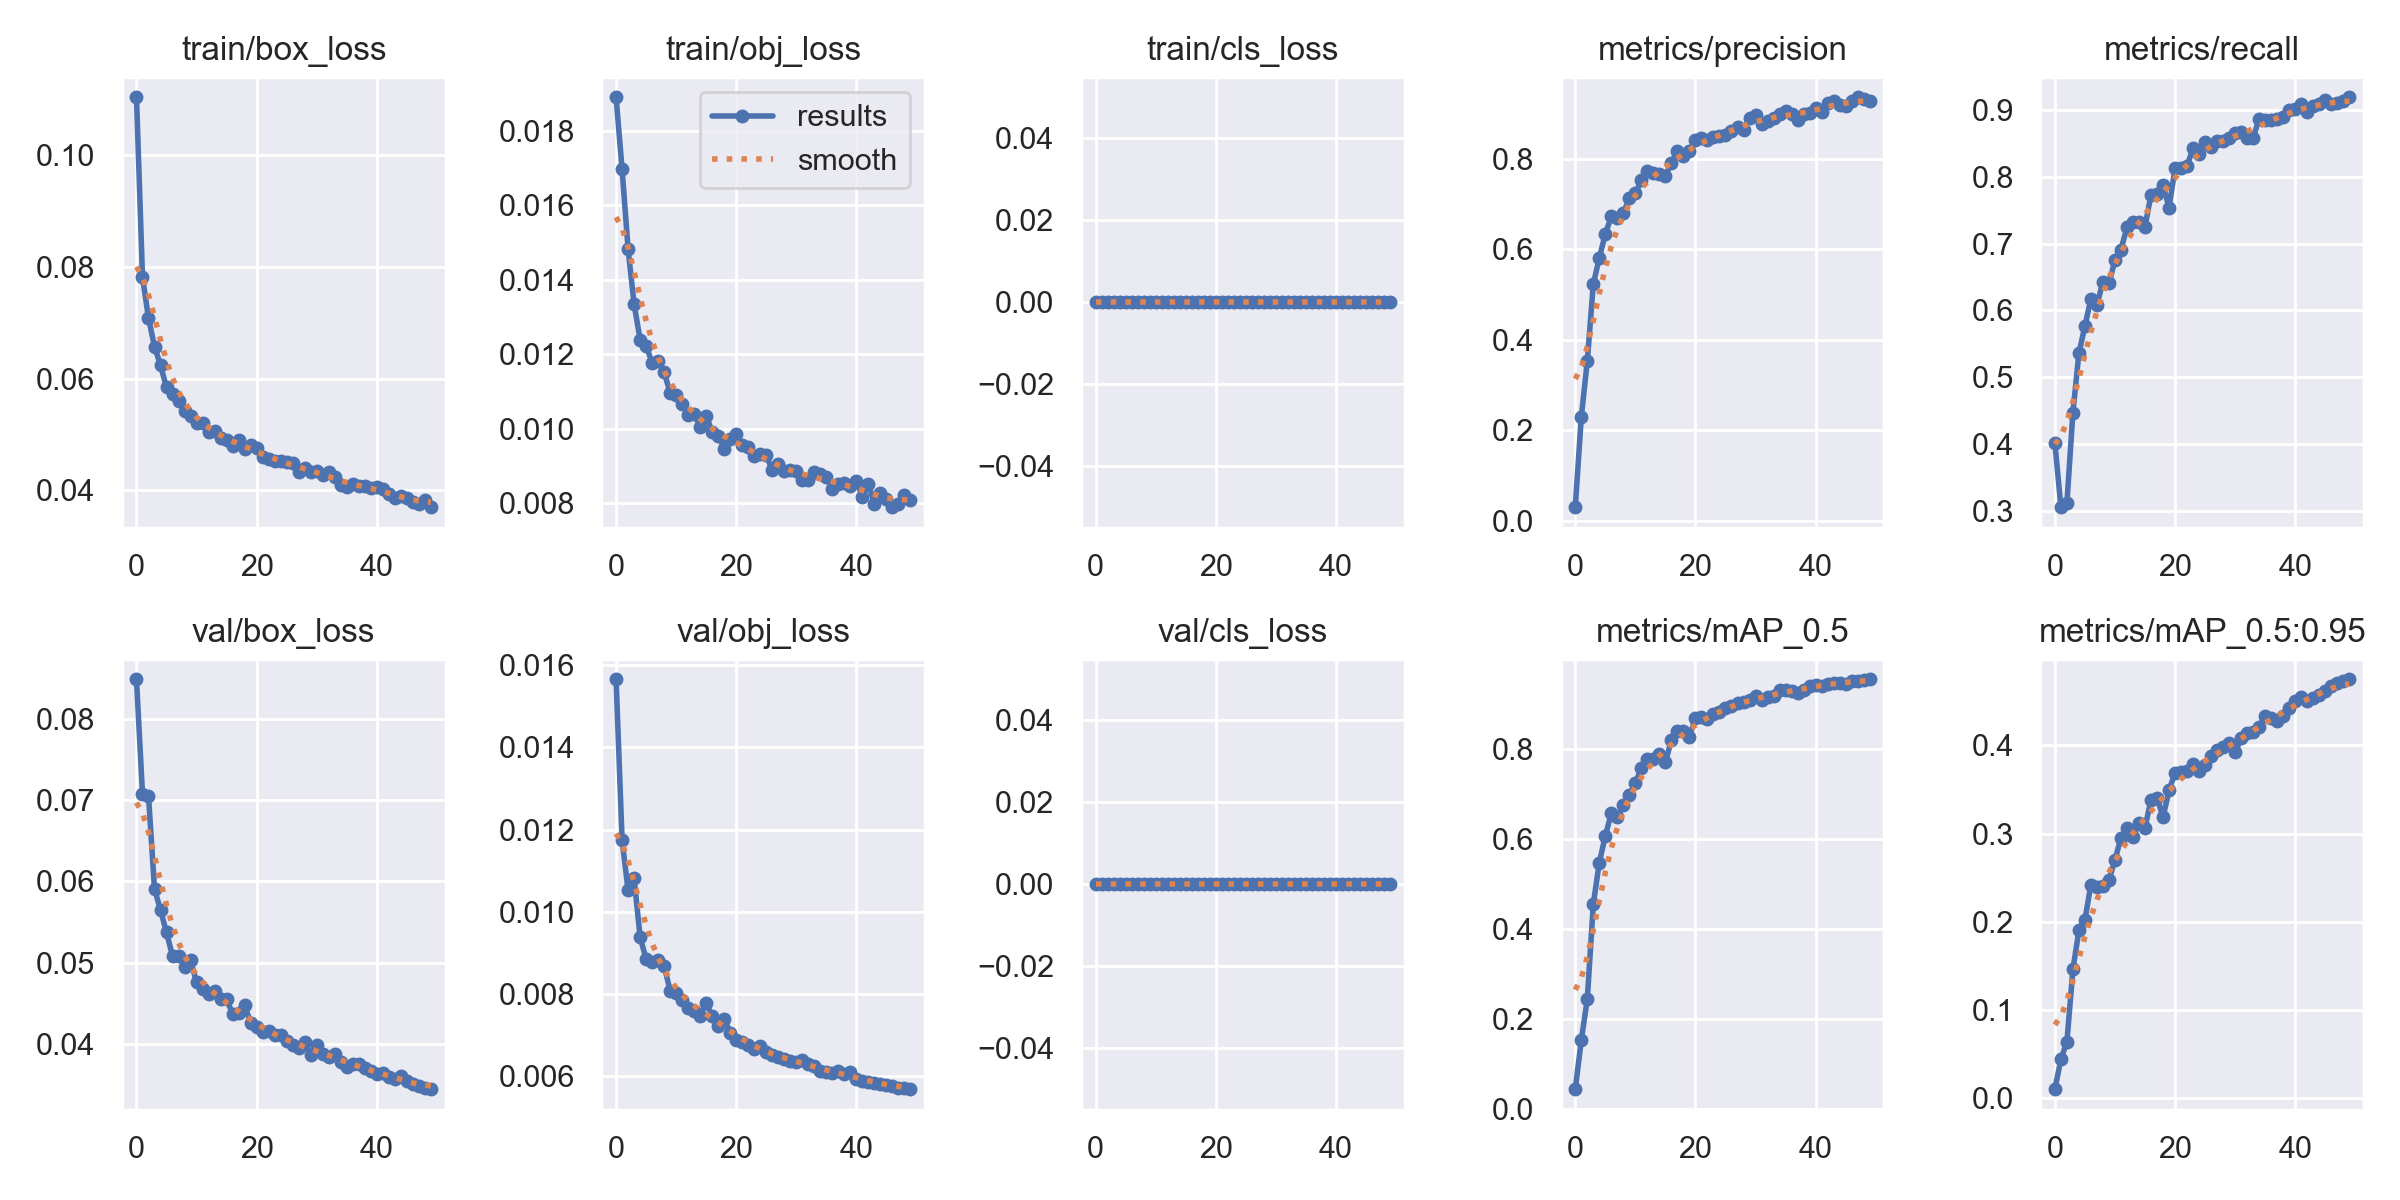 train/box_loss
0.10
0.08
0.06
0.04
0 20 40
train/obj_loss
results
smooth
0.018
0.016
0.014
0.012
0.010
0.008
0 20 40
train/cls_loss
0.04
0.02
0.00
−0.02
−0.04
0 20 40
metrics/precision
0.8
0.6
0.4
0.2
0.0
0 20 40
metrics/recall
0.9
0.8
0.7
0.6
0.5
0.4
0.3
0 20 40
val/box_loss
0.08
0.07
0.06
0.05
0.04
0 20 40
val/obj_loss
0.016
0.014
0.012
0.010
0.008
0.006
0 20 40
val/cls_loss
0.04
0.02
0.00
−0.02
−0.04
0 20 40
metrics/mAP_0.5
0.8
0.6
0.4
0.2
0.0
0 20 40
metrics/mAP_0.5:0.95
0.4
0.3
0.2
0.1
0.0
0 20 40